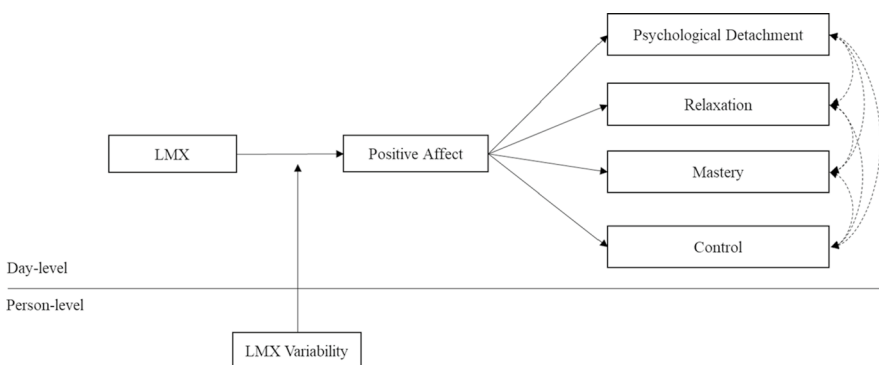 Psychological Detachment
Relaxation
LMX
Positive Affect
Mastery
Control
Day-level
Person-level
LMX Variability